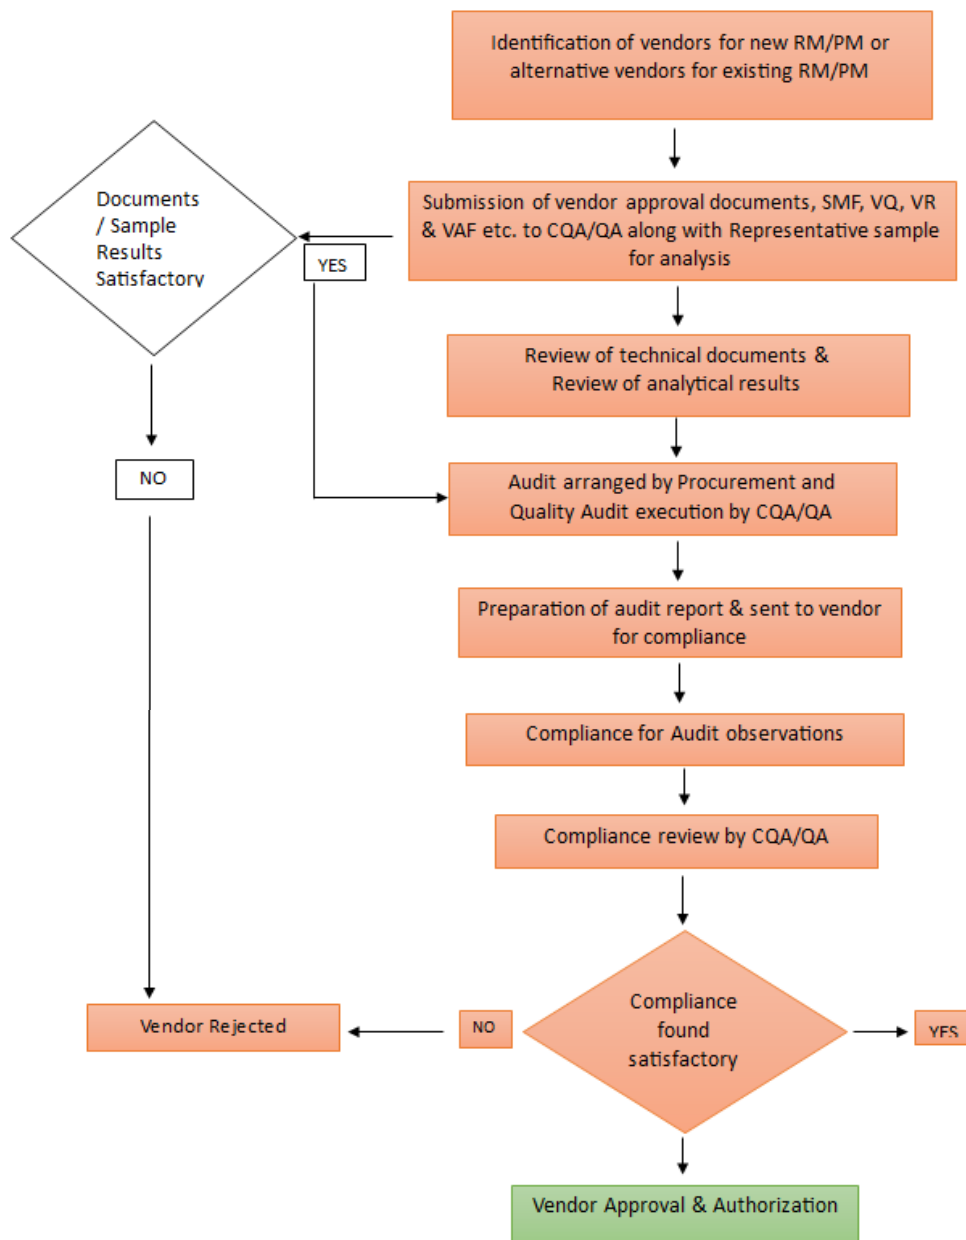 Identification of vendors for new RM/PM or
alternative vendors for existing RM/PM
Documents
/ Sample
Results
Satisfactory
Submission of vendor approval documents, SMF, VQ, VR
& VAF etc. to CQA/QA along with Representative sample
for analysis
YES
Review of technical documents &
Review of analytical results
NO
Audit arranged by Procurement and
Quality Audit execution by CQA/QA
Preparation of audit report & sent to vendor
for compliance
Compliance for Audit observations
Compliance review by CQA/QA
Vendor Rejected
NO
Compliance
found
satisfactory
YES
Vendor Approval & Authorization